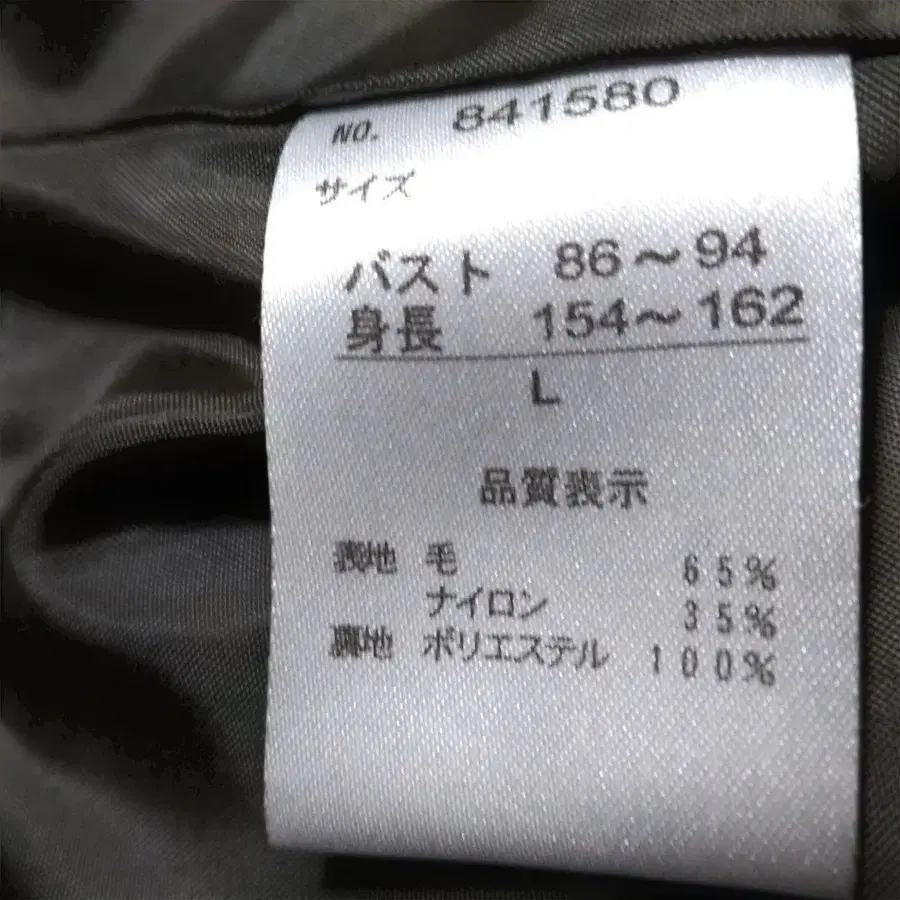 NO. 841580
サイズ
バスト 86～94
身長 154～162
L
品質表示
表地 毛 65%
ナイロン 35%
裏地 ポリエステル 100%